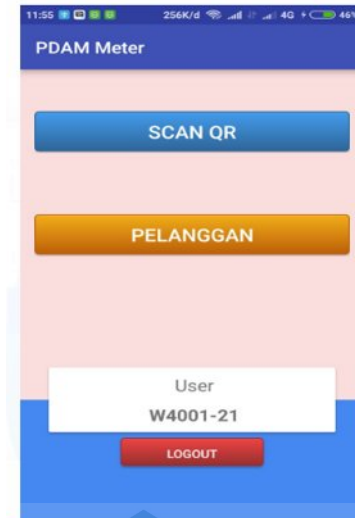 11:55 256K/d 4G 46%
PDAM Meter
SCAN QR
PELANGGAN
User
W4001-21
LOGOUT